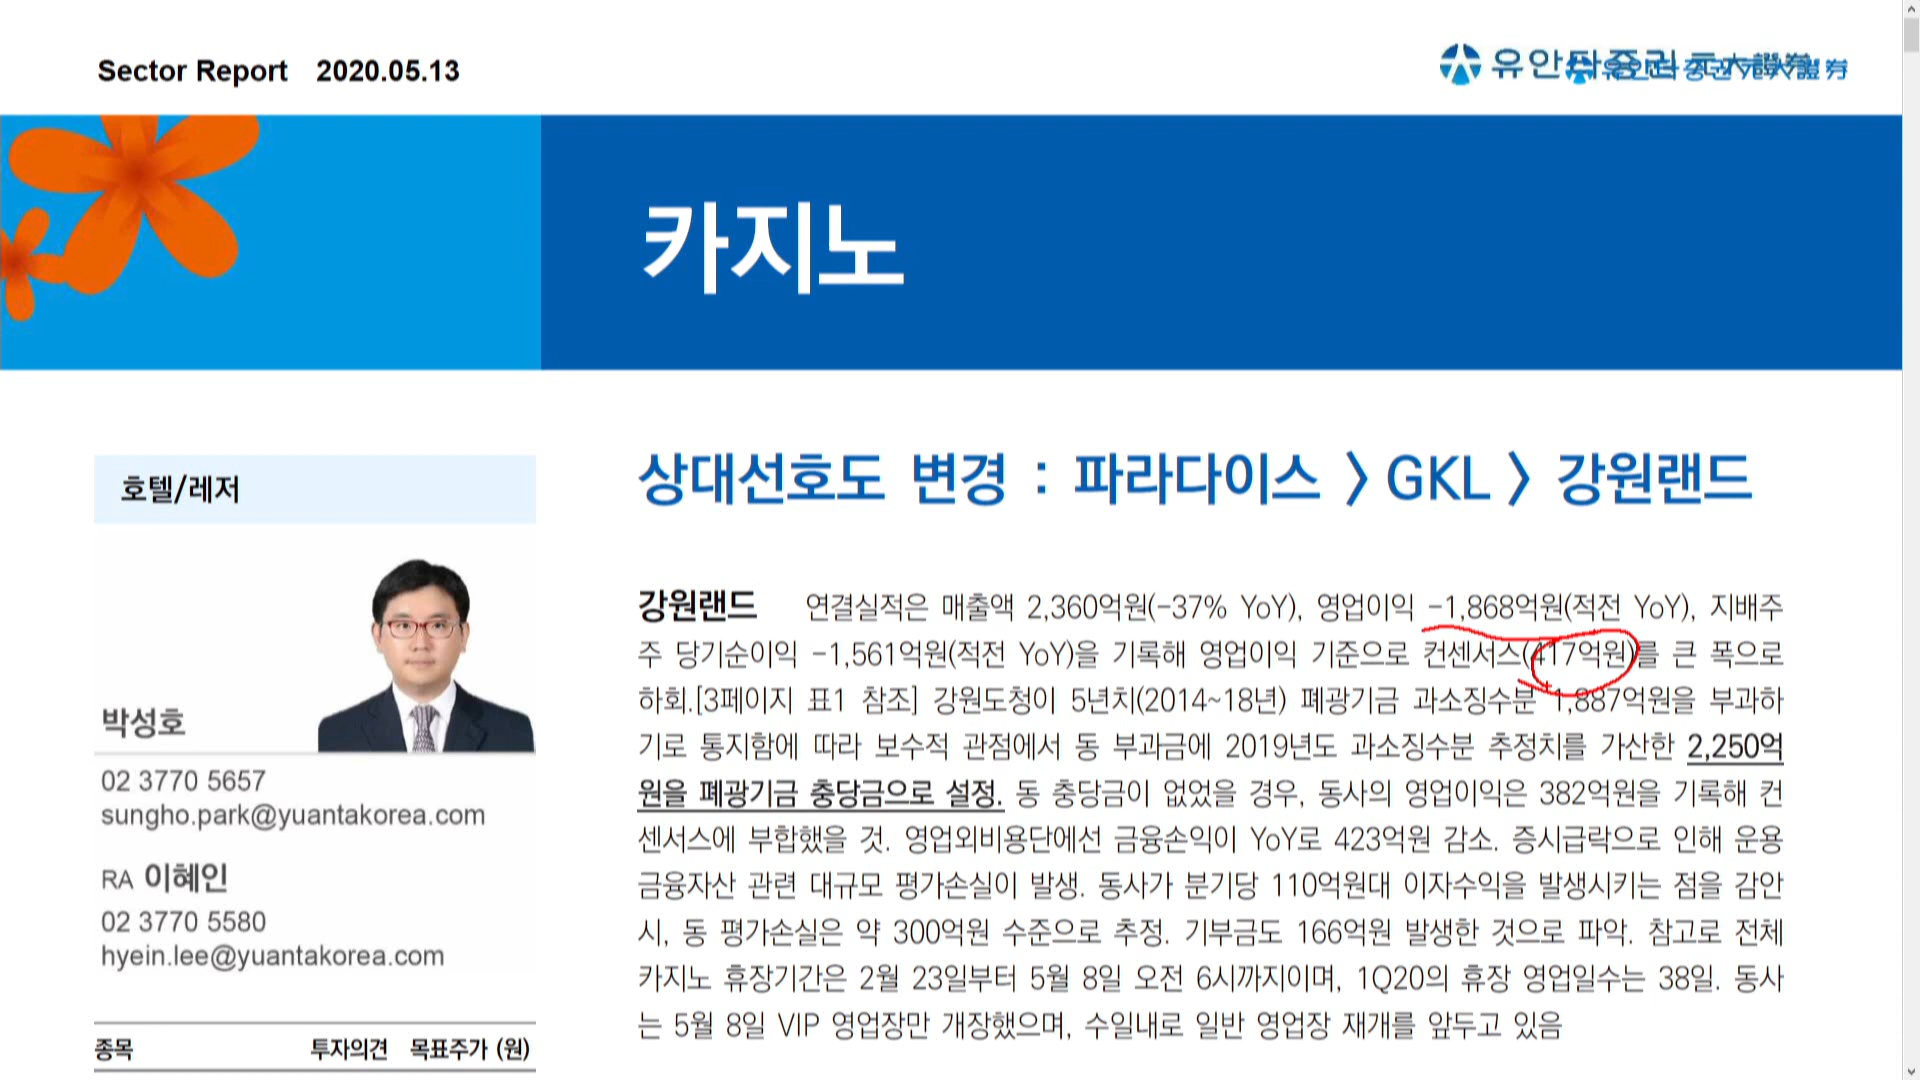 Sector Report 2020.05.13
유안타증권
카지노
호텔/레저
박성호
02 3770 5657
sungho.park@yuantakorea.com
RA 이혜인
02 3770 5580
hyein.lee@yuantakorea.com
종목 투자의견 목표주가 (원)
상대선호도 변경 : 파라다이스 > GKL > 강원랜드
강원랜드 연결실적은 매출액 2,360억원(-37% YoY), 영업이익 -1,868억원(적전 YoY), 지배주
주 당기순이익 -1,561억원(적전 YoY)을 기록해 영업이익 기준으로 컨센서스(417억원)를 큰 폭으로
하회.[3페이지 표1 참조] 강원도청이 5년치(2014~18년) 폐광기금 과소징수분 1,887억원을 부과하
기로 통지함에 따라 보수적 관점에서 동 부과금에 2019년도 과소징수분 추정치를 가산한 2,250억
원을 폐광기금 충당금으로 설정. 동 충당금이 없었을 경우, 동사의 영업이익은 382억원을 기록해 컨
센서스에 부합했을 것. 영업외비용단에선 금융손익이 YoY로 423억원 감소. 증시급락으로 인해 운용
금융자산 관련 대규모 평가손실이 발생. 동사가 분기당 110억원대 이자수익을 발생시키는 점을 감안
시, 동 평가손실은 약 300억원 수준으로 추정. 기부금도 166억원 발생한 것으로 파악. 참고로 전체
카지노 휴장기간은 2월 23일부터 5월 8일 오전 6시까지이며, 1Q20의 휴장 영업일수는 38일. 동사
는 5월 8일 VIP 영업장만 개장했으며, 수일내로 일반 영업장 재개를 앞두고 있음